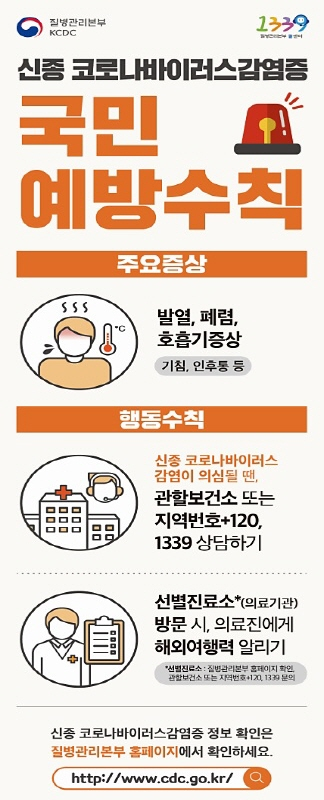 질병관리본부
KCDC
1339
질병관리본부 콜센터
신종 코로나바이러스감염증
국민
예방수칙
주요증상
°C
발열, 폐렴,
호흡기증상
기침, 인후통 등
행동수칙
신종 코로나바이러스
감염이 의심될 땐,
관할보건소 또는
지역번호+120,
1339 상담하기
선별진료소*(의료기관)
방문 시, 의료진에게
해외여행력 알리기
*선별진료소 : 질병관리본부 홈페이지 확인,
관할보건소 또는 지역번호+120, 1339 문의
신종 코로나바이러스감염증 정보 확인은
질병관리본부 홈페이지에서 확인하세요.
http://www.cdc.go.kr/